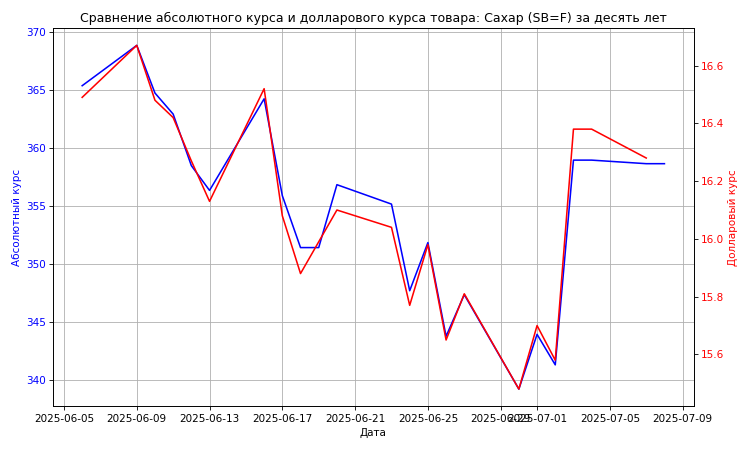 Сравнение абсолютного курса и долларового курса товара: Сахар (SB=F) за десять лет
370
365
360
355
350
345
340
Абсолютный курс
16.6
16.4
16.2
16.0
15.8
15.6
Долларовый курс
2025-06-05 2025-06-09 2025-06-13 2025-06-17 2025-06-21 2025-06-25 2025-06-29 2025-07-01 2025-07-05 2025-07-09
Дата